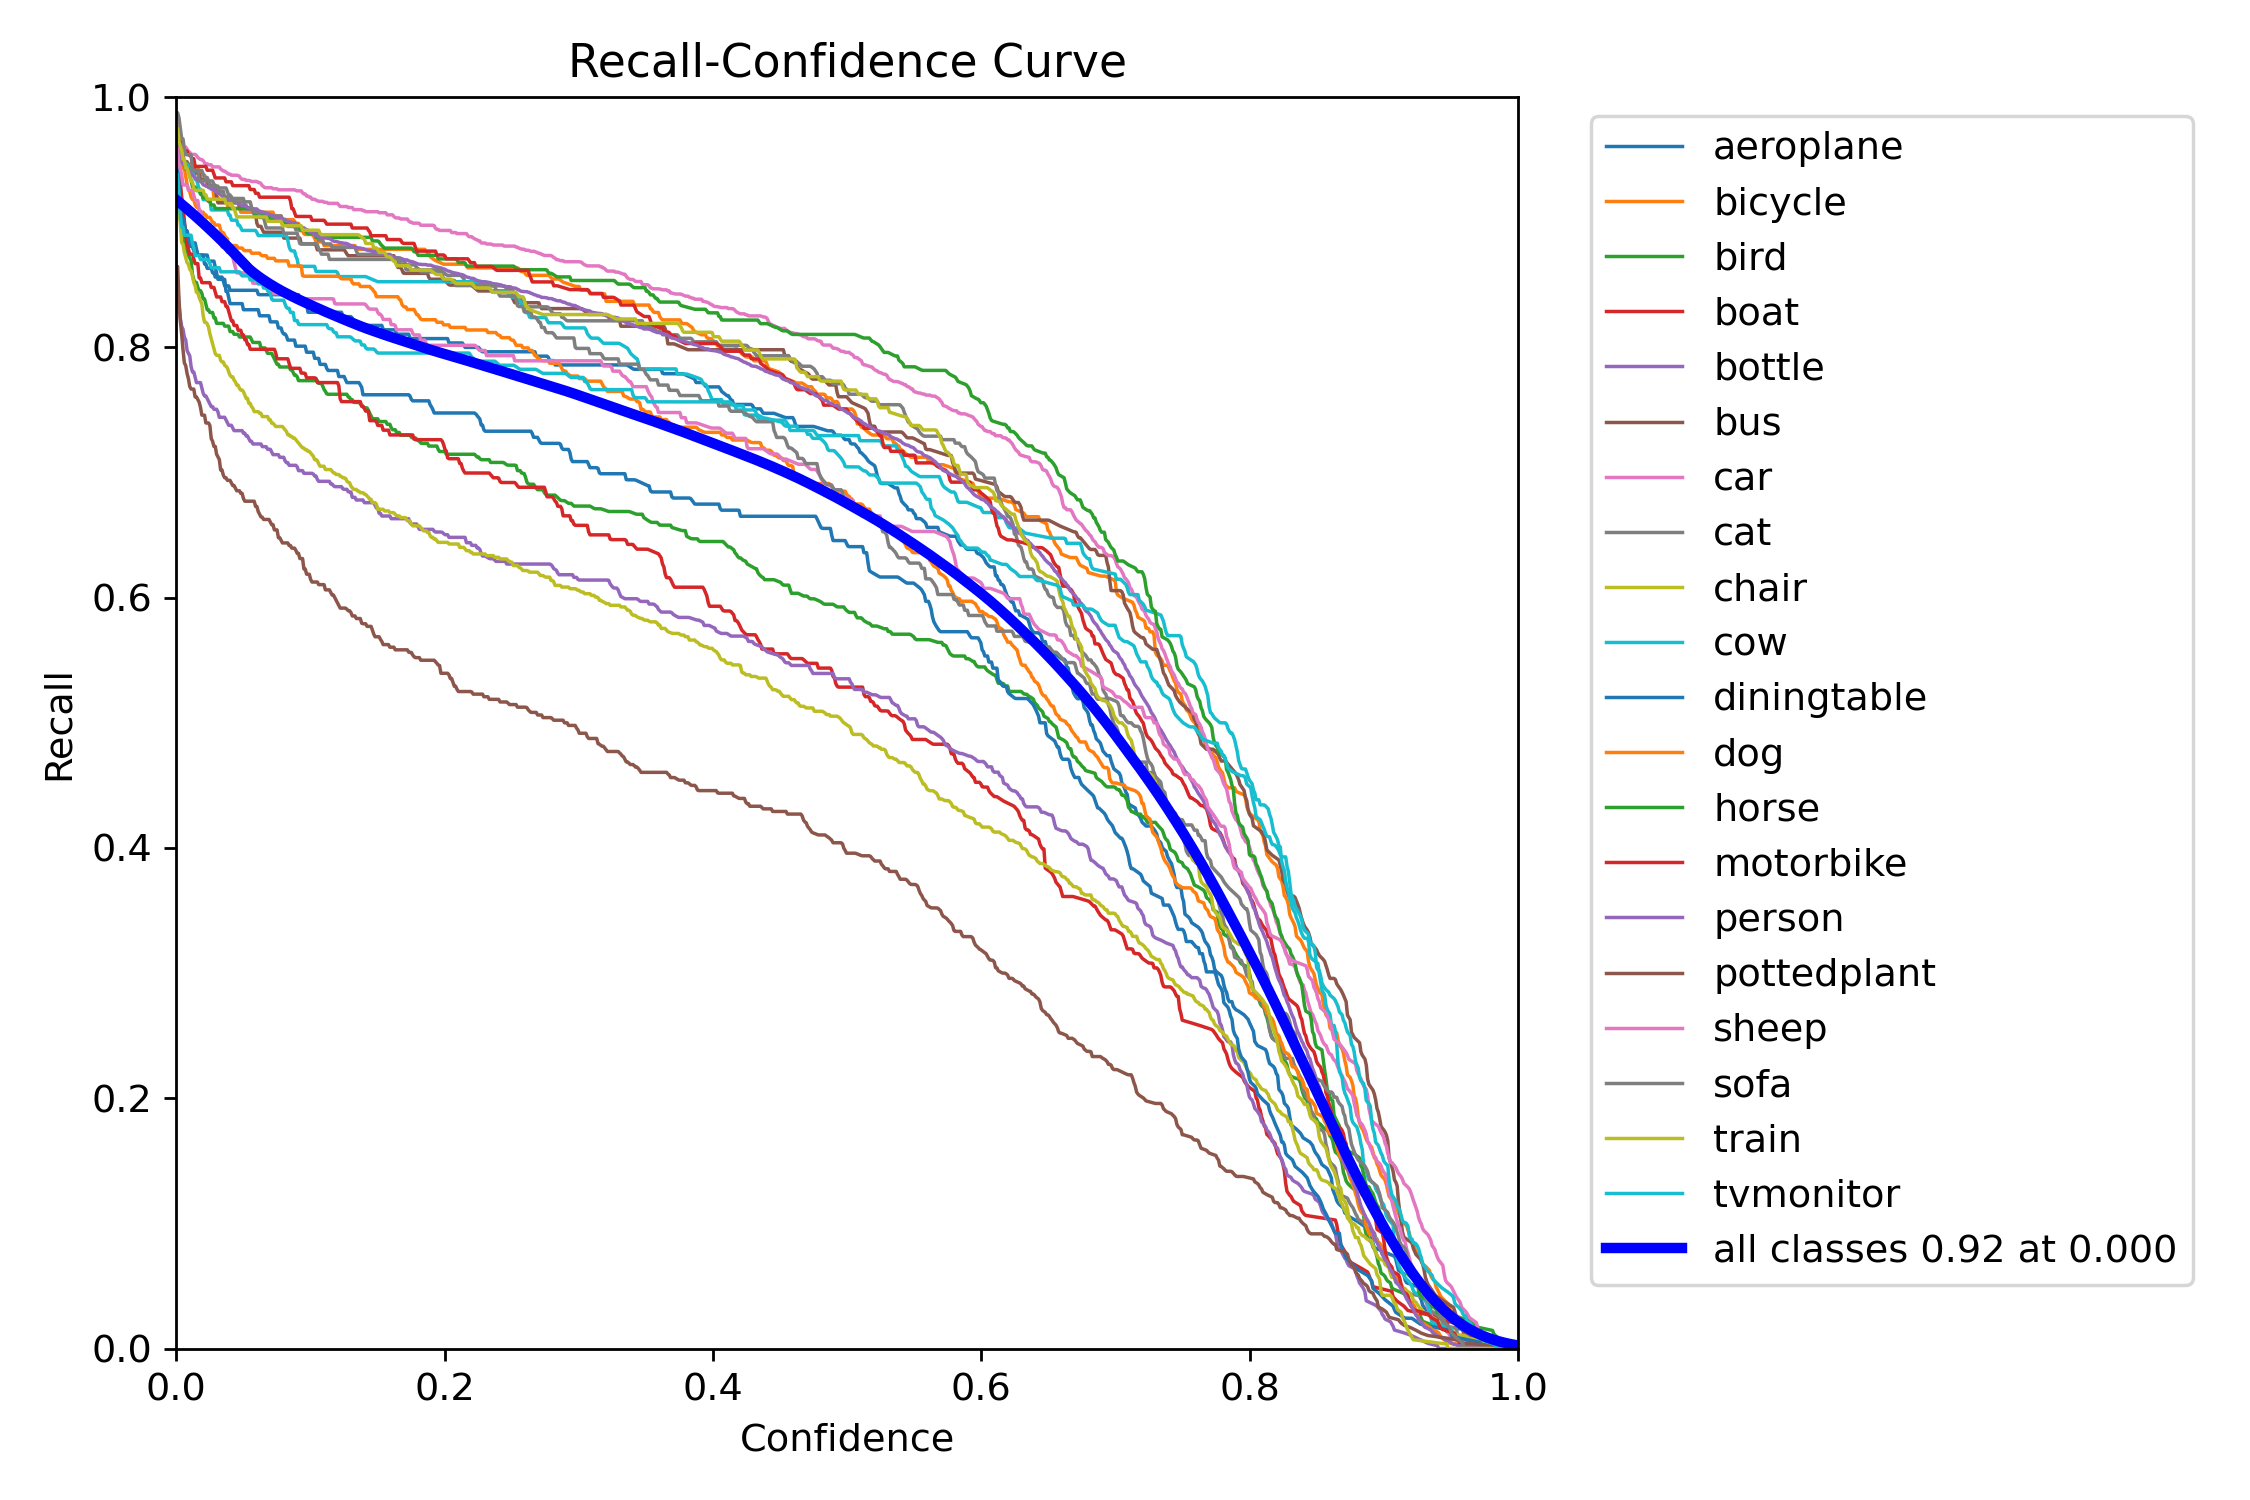 Recall-Confidence Curve
1.0
0.8
0.6
0.4
0.2
0.0
Recall
0.0 0.2 0.4 0.6 0.8 1.0
Confidence
aeroplane
bicycle
bird
boat
bottle
bus
car
cat
chair
cow
diningtable
dog
horse
motorbike
person
pottedplant
sheep
sofa
train
tvmonitor
all classes 0.92 at 0.000